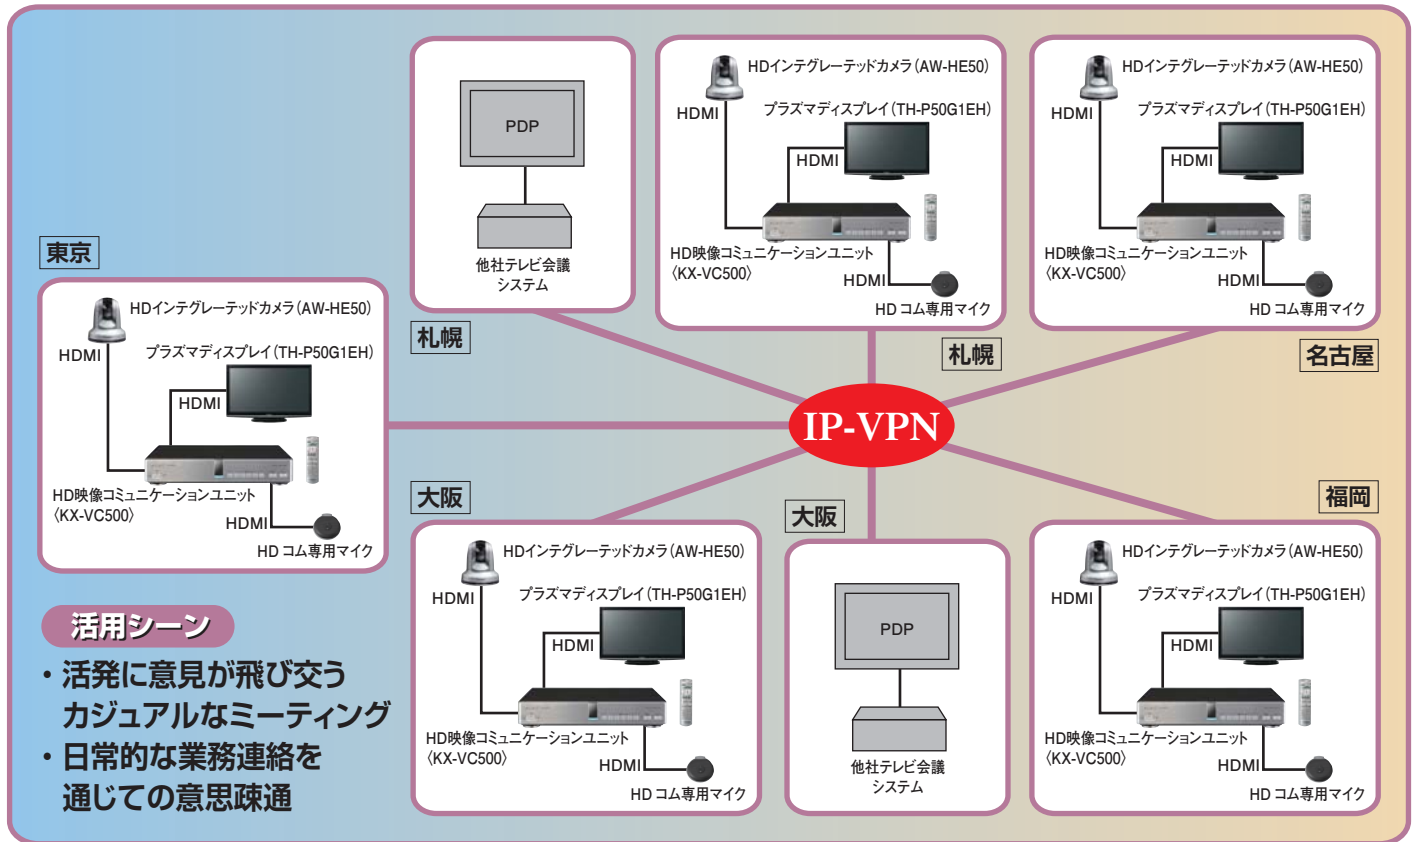 PDP
他社テレビ会議
システム
札幌
HDインテグレーテッドカメラ（AW-HE50）
HDMI
プラズマディスプレイ（TH-P50G1EH）
HDMI
HD映像コミュニケーションユニット
〈KX-VC500〉
HDMI
HD コム専用マイク
札幌
HDインテグレーテッドカメラ（AW-HE50）
HDMI
プラズマディスプレイ（TH-P50G1EH）
HDMI
HD映像コミュニケーションユニット
〈KX-VC500〉
HDMI
HD コム専用マイク
名古屋
東京
HDインテグレーテッドカメラ（AW-HE50）
HDMI
プラズマディスプレイ（TH-P50G1EH）
HDMI
HD映像コミュニケーションユニット
〈KX-VC500〉
HDMI
HD コム専用マイク
IP-VPN
大阪
HDインテグレーテッドカメラ（AW-HE50）
HDMI
プラズマディスプレイ（TH-P50G1EH）
HDMI
HD映像コミュニケーションユニット
〈KX-VC500〉
HDMI
HD コム専用マイク
大阪
PDP
他社テレビ会議
システム
福岡
HDインテグレーテッドカメラ（AW-HE50）
HDMI
プラズマディスプレイ（TH-P50G1EH）
HDMI
HD映像コミュニケーションユニット
〈KX-VC500〉
HDMI
HD コム専用マイク
活用シーン
・活発に意見が飛び交う
カジュアルなミーティング
・日常的な業務連絡を
通じての意思疎通